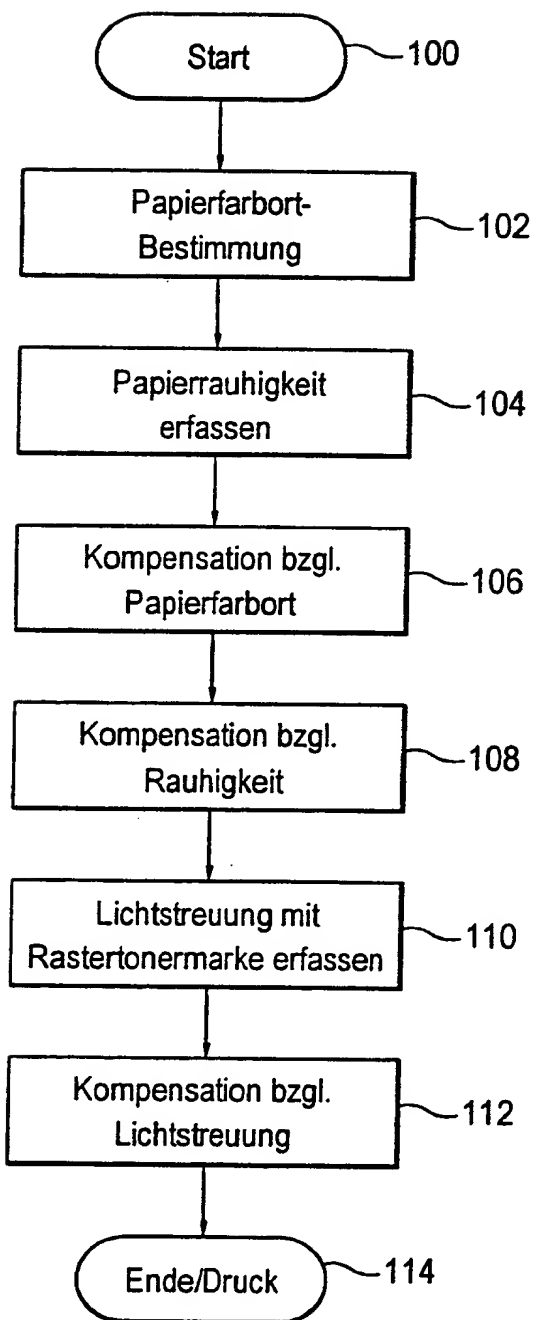 Start
100
Papierfarbort-
Bestimmung
102
Papierrauhigkeit
erfassen
104
Kompensation bzgl.
Papierfarbort
106
Kompensation bzgl.
Rauhigkeit
108
Lichtstreuung mit
Rastertonermarke erfassen
110
Kompensation bzgl.
Lichtstreuung
112
Ende/Druck
114